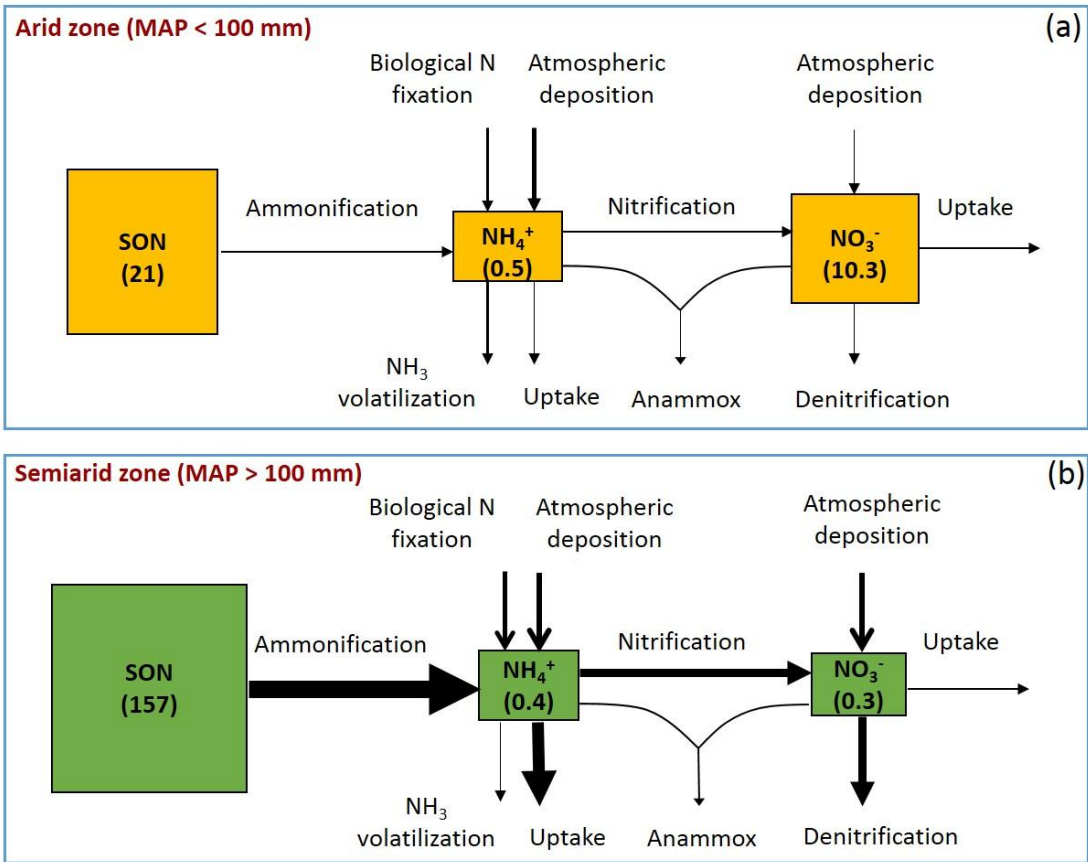 Arid zone (MAP < 100 mm)
(a)
Biological N
fixation
Atmospheric
deposition
Atmospheric
deposition
SON
(21)
Ammonification
NH₄⁺
(0.5)
Nitrification
NO₃⁻
(10.3)
Uptake
NH₃
volatilization
Uptake
Anammox
Denitrification
Semiarid zone (MAP > 100 mm)
(b)
Biological N
fixation
Atmospheric
deposition
Atmospheric
deposition
SON
(157)
Ammonification
NH₄⁺
(0.4)
Nitrification
NO₃⁻
(0.3)
Uptake
NH₃
volatilization
Uptake
Anammox
Denitrification